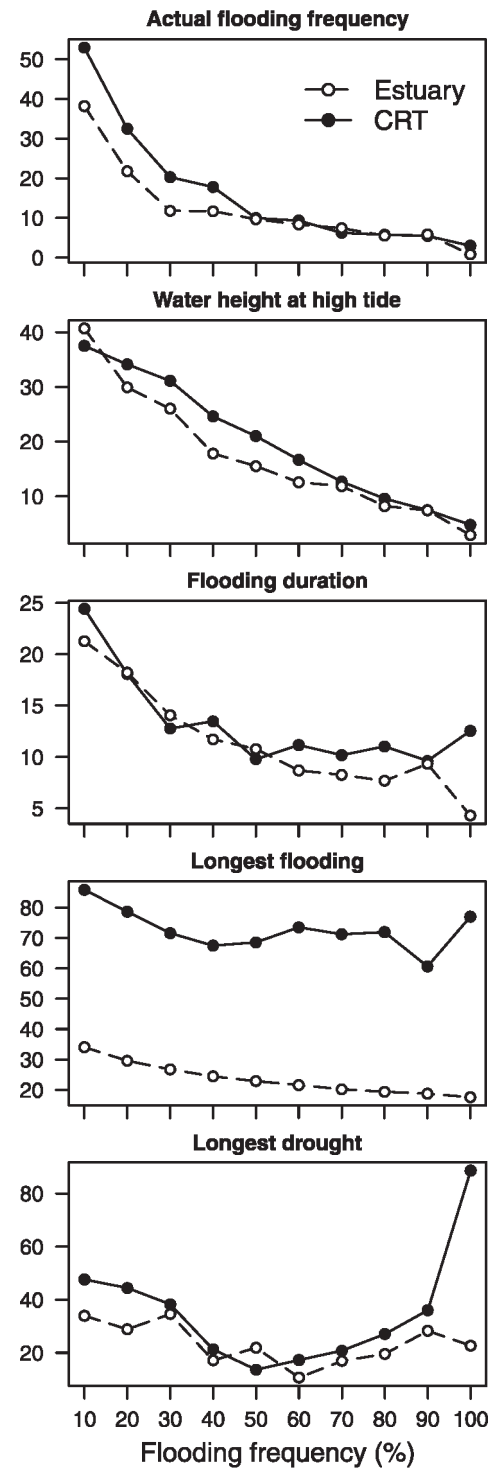 Actual flooding frequency
50
40
30
20
10
0
Estuary
CRT
Water height at high tide
40
30
20
10
Flooding duration
25
20
15
10
5
Longest flooding
80
70
60
50
40
30
20
Longest drought
80
60
40
20
10 20 30 40 50 60 70 80 90 100
Flooding frequency (%)